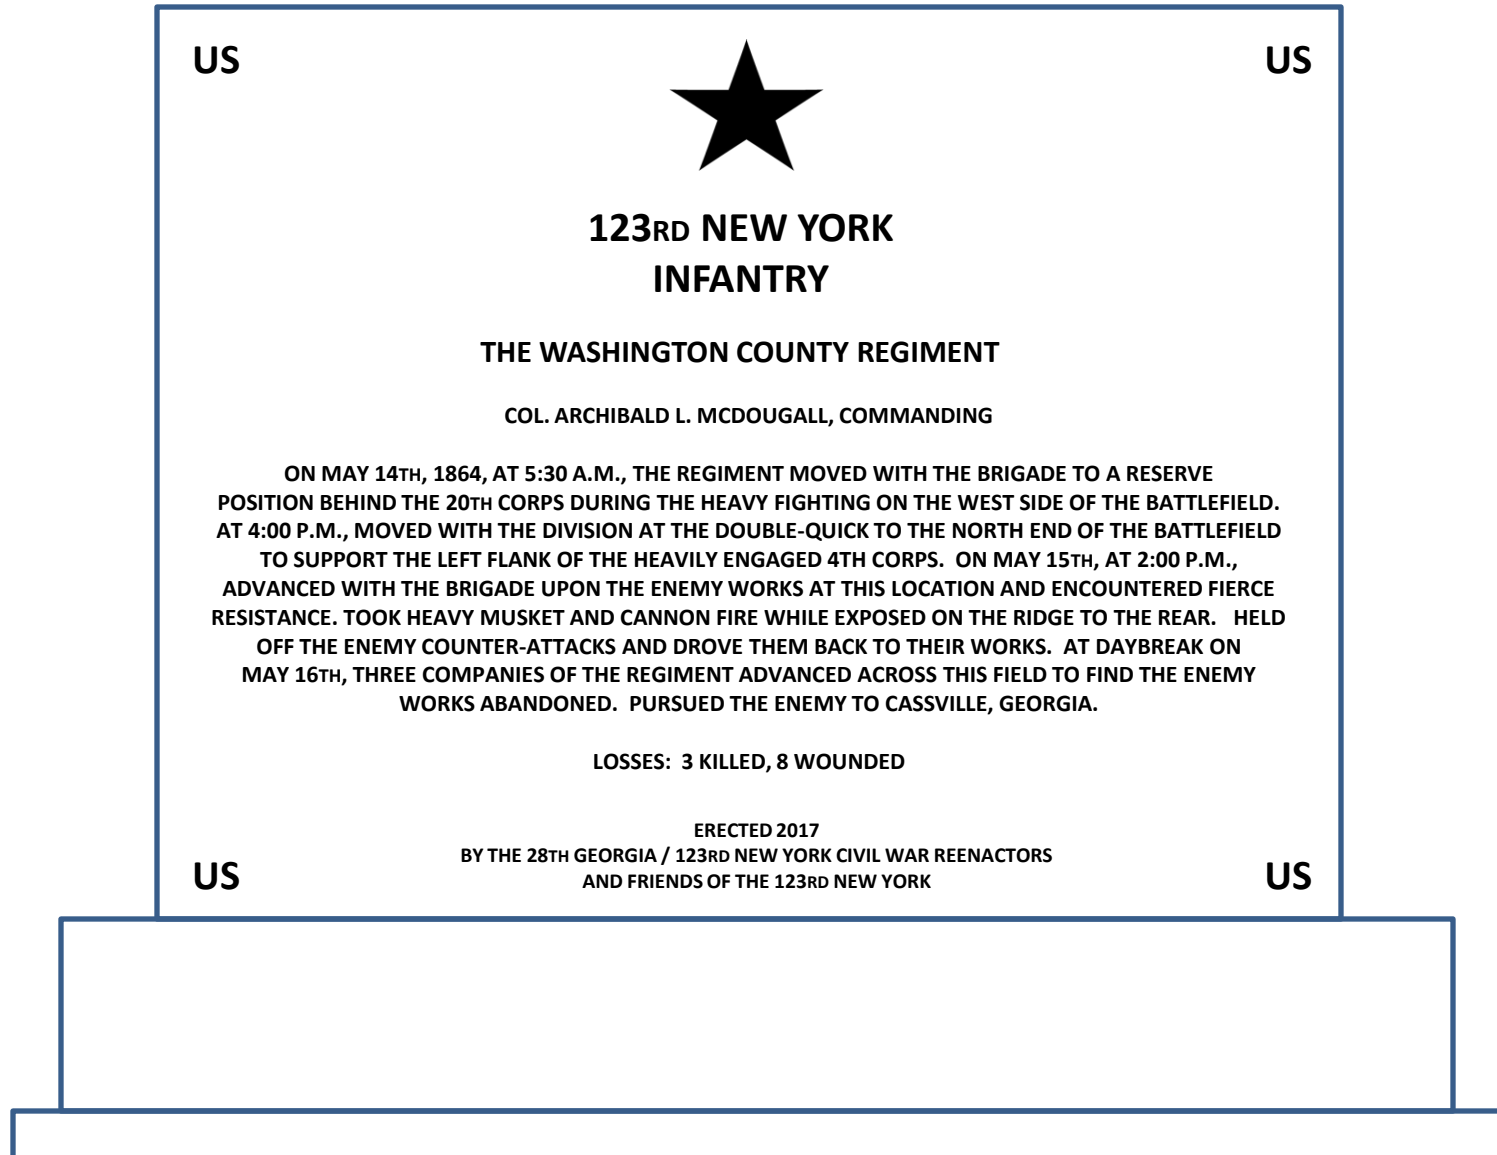 US US
123RD NEW YORK
INFANTRY
THE WASHINGTON COUNTY REGIMENT
COL. ARCHIBALD L. MCDOUGALL, COMMANDING
ON MAY 14TH, 1864, AT 5:30 A.M., THE REGIMENT MOVED WITH THE BRIGADE TO A RESERVE
POSITION BEHIND THE 20TH CORPS DURING THE HEAVY FIGHTING ON THE WEST SIDE OF THE BATTLEFIELD.
AT 4:00 P.M., MOVED WITH THE DIVISION AT THE DOUBLE-QUICK TO THE NORTH END OF THE BATTLEFIELD
TO SUPPORT THE LEFT FLANK OF THE HEAVILY ENGAGED 4TH CORPS. ON MAY 15TH, AT 2:00 P.M.,
ADVANCED WITH THE BRIGADE UPON THE ENEMY WORKS AT THIS LOCATION AND ENCOUNTERED FIERCE
RESISTANCE. TOOK HEAVY MUSKET AND CANNON FIRE WHILE EXPOSED ON THE RIDGE TO THE REAR. HELD
OFF THE ENEMY COUNTER-ATTACKS AND DROVE THEM BACK TO THEIR WORKS. AT DAYBREAK ON
MAY 16TH, THREE COMPANIES OF THE REGIMENT ADVANCED ACROSS THIS FIELD TO FIND THE ENEMY
WORKS ABANDONED. PURSUED THE ENEMY TO CASSVILLE, GEORGIA.
LOSSES: 3 KILLED, 8 WOUNDED
ERECTED 2017
BY THE 28TH GEORGIA / 123RD NEW YORK CIVIL WAR REENACTORS
AND FRIENDS OF THE 123RD NEW YORK
US US